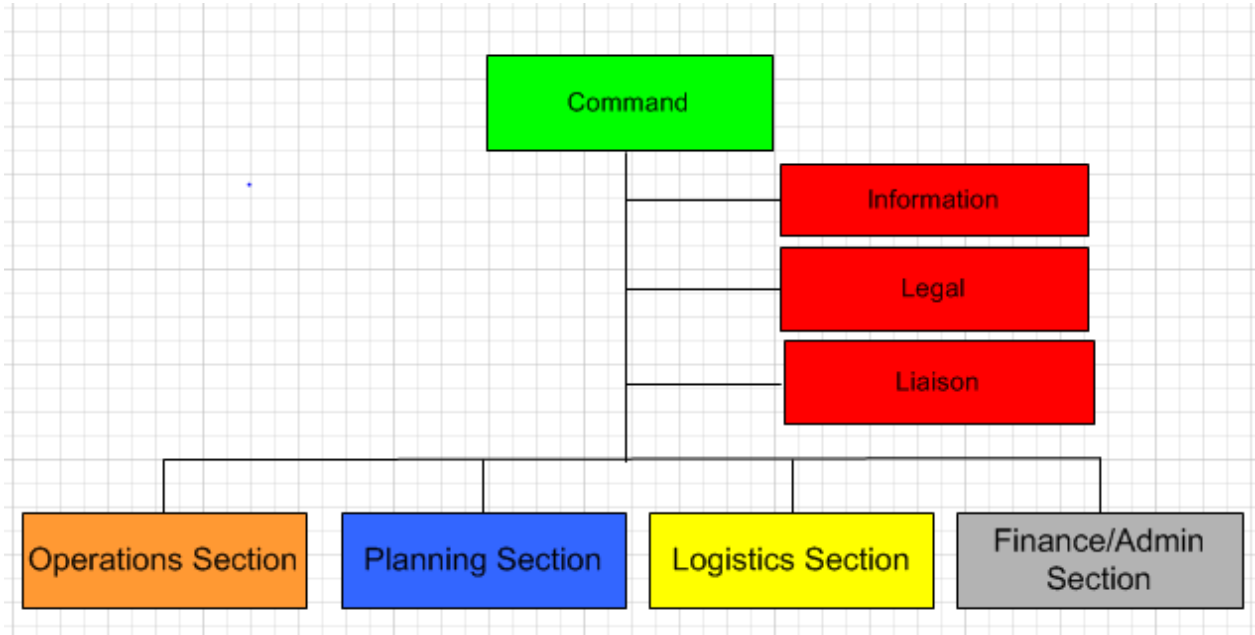 Command
Information
Legal
Liaison
Operations Section
Planning Section
Logistics Section
Finance/Admin
Section